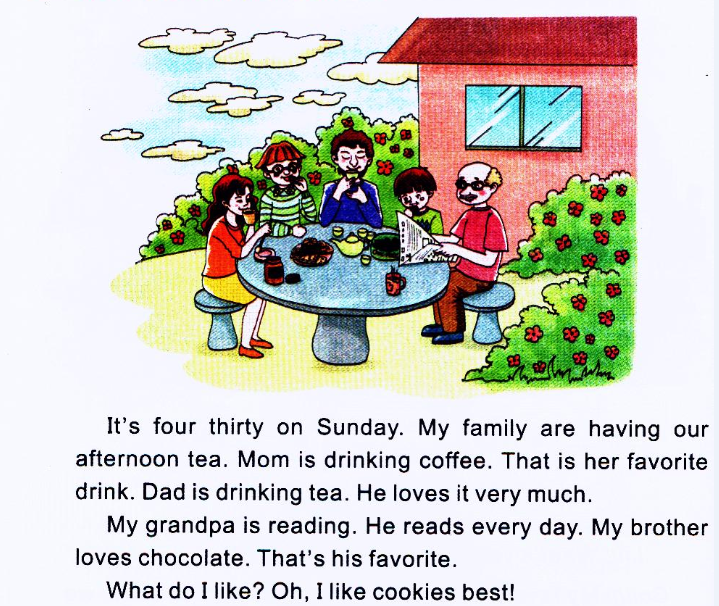 It's four thirty on Sunday. My family are having our
afternoon tea. Mom is drinking coffee. That is her favorite
drink. Dad is drinking tea. He loves it very much.
My grandpa is reading. He reads every day. My brother
loves chocolate. That's his favorite.
What do I like? Oh, I like cookies best!